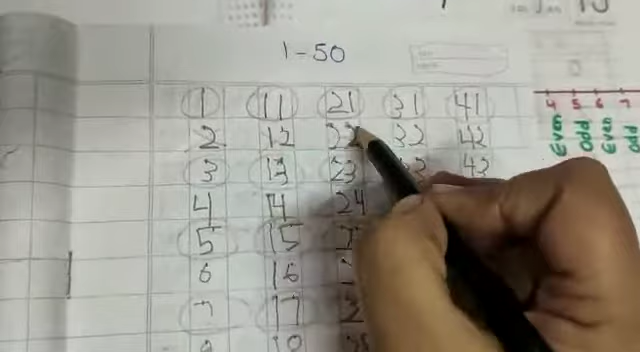 1-50
1 11 21 31 41
2 12 22 32 42
3 13 23 42
4 14 24
5 15
6 16
7 17
4 5 6 7
Even Odd Even Odd